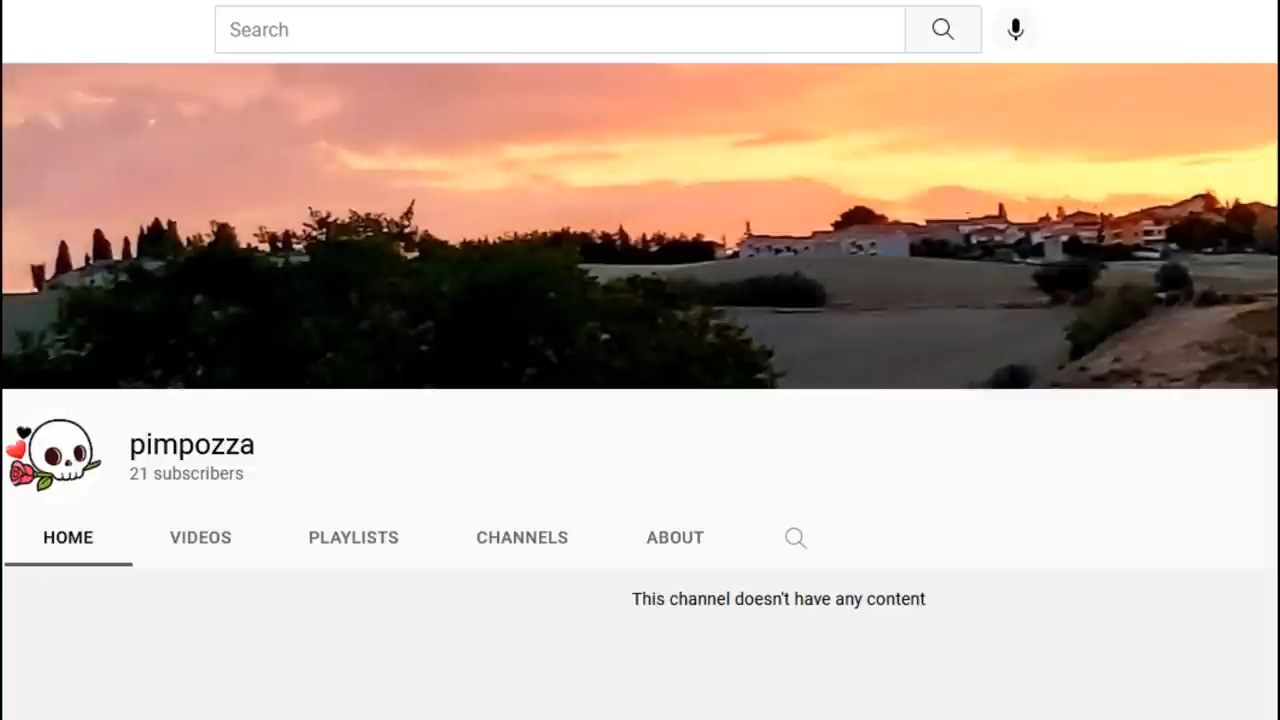 Search
pimpozza
21 subscribers
HOME VIDEOS PLAYLISTS CHANNELS ABOUT
This channel doesn't have any content